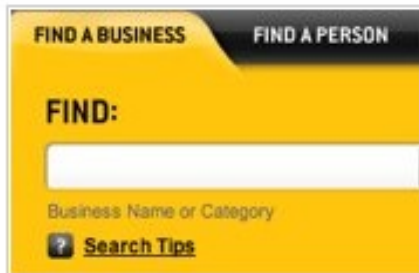 FIND A BUSINESS FIND A PERSON
FIND:
Business Name or Category
? Search Tips